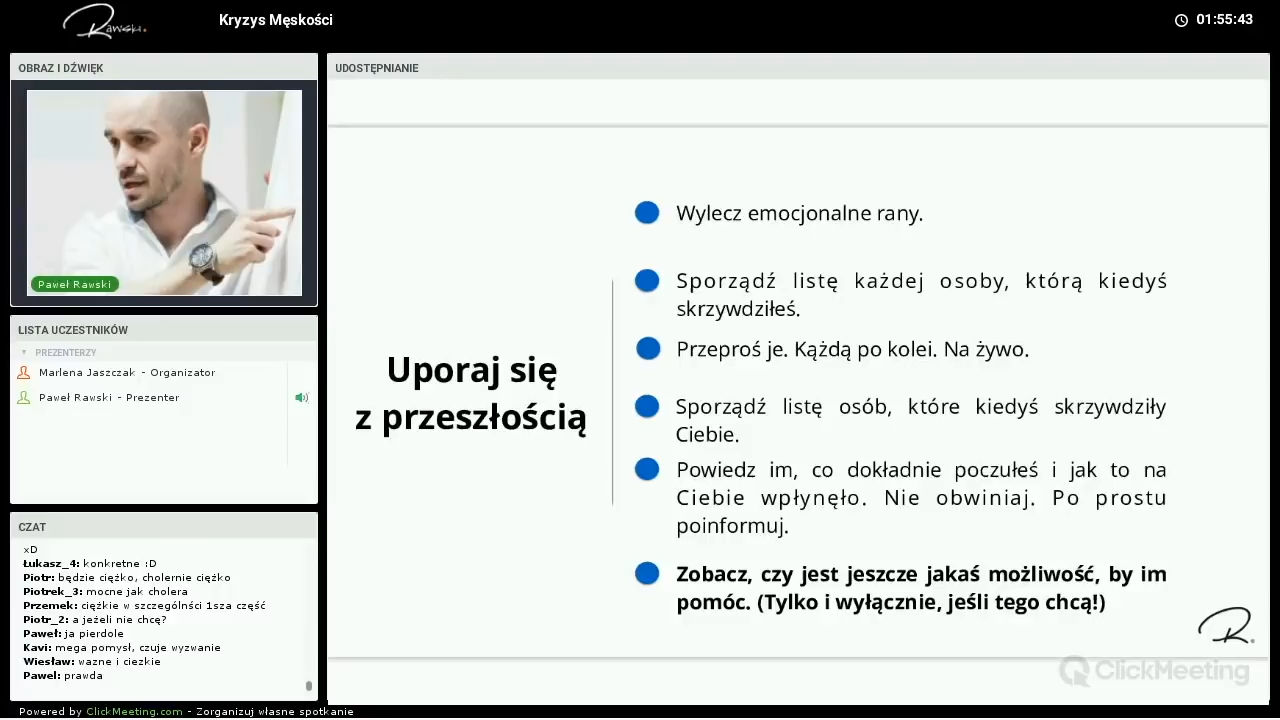 Rawski.
Kryzys Męskości
01:55:43
OBRAZ I DŹWIĘK
Paweł Rawski
LISTA UCZESTNIKÓW
PREZENTERZY
Marlena Jaszczak - Organizator
Paweł Rawski - Prezenter
CZAT
xD
Łukasz_4: konkretne :D
Piotr: będzie ciężko, cholernie ciężko
Piotrek_3: mocne jak cholera
Przemek: ciężkie w szczególnści 1sza część
Piotr_2: a jeżeli nie chcę?
Paweł: ja pierdole
Kavi: mega pomysł, czuje wyzwanie
Wiesław: wazne i ciezkie
Pawel: prawda
UDOSTĘPNIANIE
Uporaj się
z przeszłością
Wylecz emocjonalne rany.
Sporządź listę każdej osoby, którą kiedyś
skrzywdziłeś.
Przeproś je. Kążdą po kolei. Na żywo.
Sporządź listę osób, które kiedyś skrzywdziły
Ciebie.
Powiedz im, co dokładnie poczułeś i jak to na
Ciebie wpłynęło. Nie obwiniaj. Po prostu
poinformuj.
Zobacz, czy jest jeszcze jakaś możliwość, by im
pomóc. (Tylko i wyłącznie, jeśli tego chcą!)
R.
ClickMeeting
Powered by ClickMeeting.com - Zorganizuj własne spotkanie